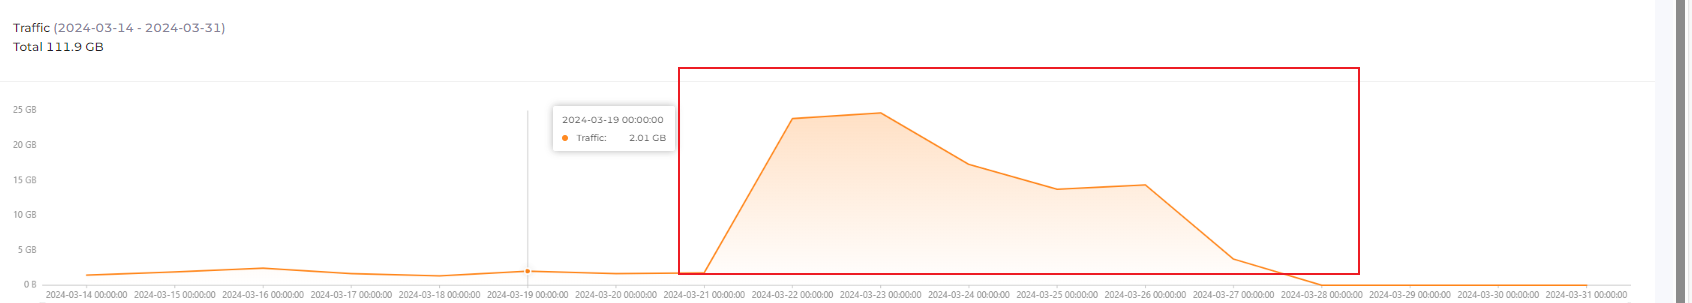 Traffic (2024-03-14 - 2024-03-31)
Total 111.9 GB
25 GB
20 GB
15 GB
10 GB
5 GB
0 B
2024-03-19 00:00:00
Traffic: 2.01 GB
2024-03-14 00:00:00 2024-03-15 00:00:00 2024-03-16 00:00:00 2024-03-17 00:00:00 2024-03-18 00:00:00 2024-03-19 00:00:00 2024-03-20 00:00:00 2024-03-21 00:00:00 2024-03-22 00:00:00 2024-03-23 00:00:00 2024-03-24 00:00:00 2024-03-25 00:00:00 2024-03-26 00:00:00 2024-03-27 00:00:00 2024-03-28 00:00:00 2024-03-29 00:00:00 2024-03-30 00:00:00 2024-03-31 00:00:00